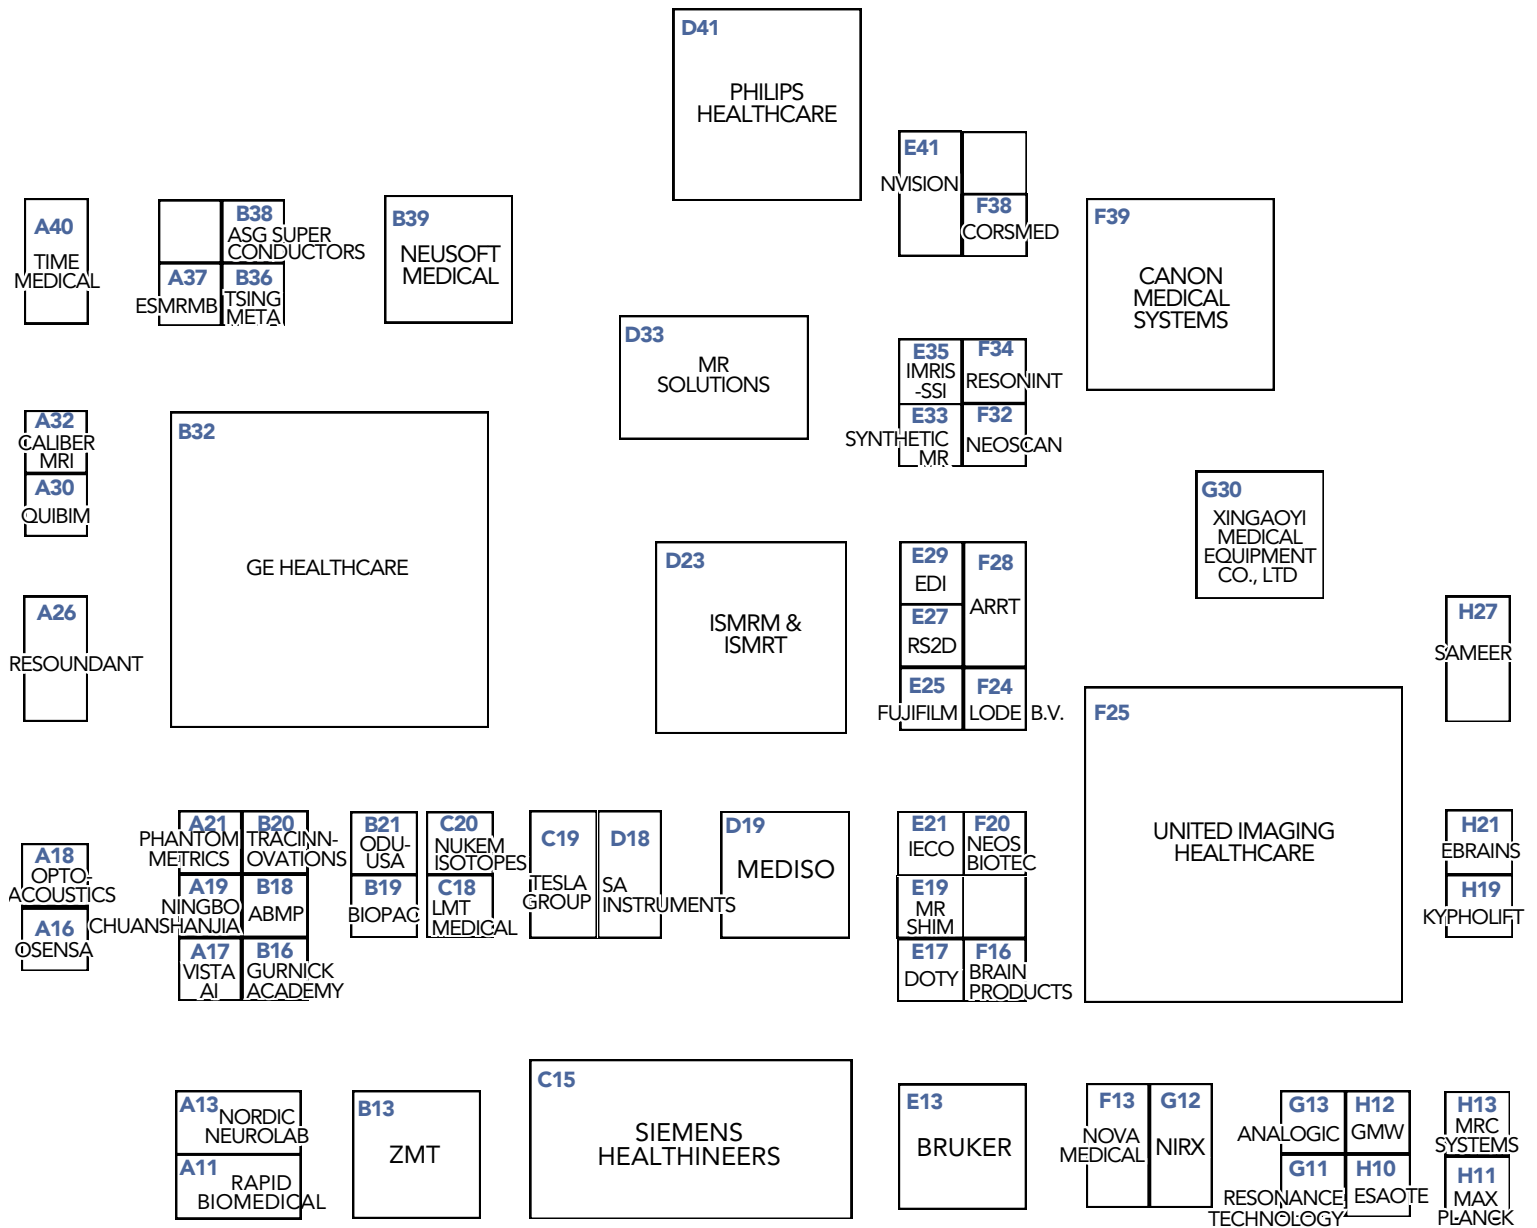 D41
PHILIPS
HEALTHCARE
E41
NVISION
F38
CORSMED
A40
TIME
MEDICAL
B38
ASG SUPER
CONDUCTORS
A37
ESMRMB
B36
TSING
META
B39
NEUSOFT
MEDICAL
F39
CANON
MEDICAL
SYSTEMS
D33
MR
SOLUTIONS
E35
IMRIS
-SSI
F34
RESONINT
E33
SYNTHETIC
MR
F32
NEOSCAN
A32
CALIBER
MRI
A30
QUIBIM
B32
GE HEALTHCARE
G30
XINGAOYI
MEDICAL
EQUIPMENT
CO., LTD
D23
ISMRM &
ISMRT
E29
EDI
F28
ARRT
E27
RS2D
E25
FUJIFILM
F24
LODE B.V.
A26
RESOUNDANT
H27
SAMEER
F25
UNITED IMAGING
HEALTHCARE
A21
PHANTOM
METRICS
B20
TRACINN-
OVATIONS
A19
NINGBO
CHUANSHANJIA
B18
ABMP
A17
VISTA
AI
B16
GURNICK
ACADEMY
A18
OPTO-
ACOUSTICS
A16
OSENSA
B21
ODU-
USA
B19
BIOPAC
C20
NUKEM
ISOTOPES
C18
LMT
MEDICAL
C19
TESLA
GROUP
D18
SA
INSTRUMENTS
D19
MEDISO
E21
IECO
F20
NEOS
BIOTEC
E19
MR
SHIM
E17
DOTY
F16
BRAIN
PRODUCTS
H21
EBRAINS
H19
KYPHOLIFT
A13
NORDIC
NEUROLAB
A11
RAPID
BIOMEDICAL
B13
ZMT
C15
SIEMENS
HEALTHINEERS
E13
BRUKER
F13
NOVA
MEDICAL
G12
NIRX
G13
ANALOGIC
H12
GMW
G11
RESONANCE
TECHNOLOGY
H10
ESAOTE
H13
MRC
SYSTEMS
H11
MAX
PLANCK